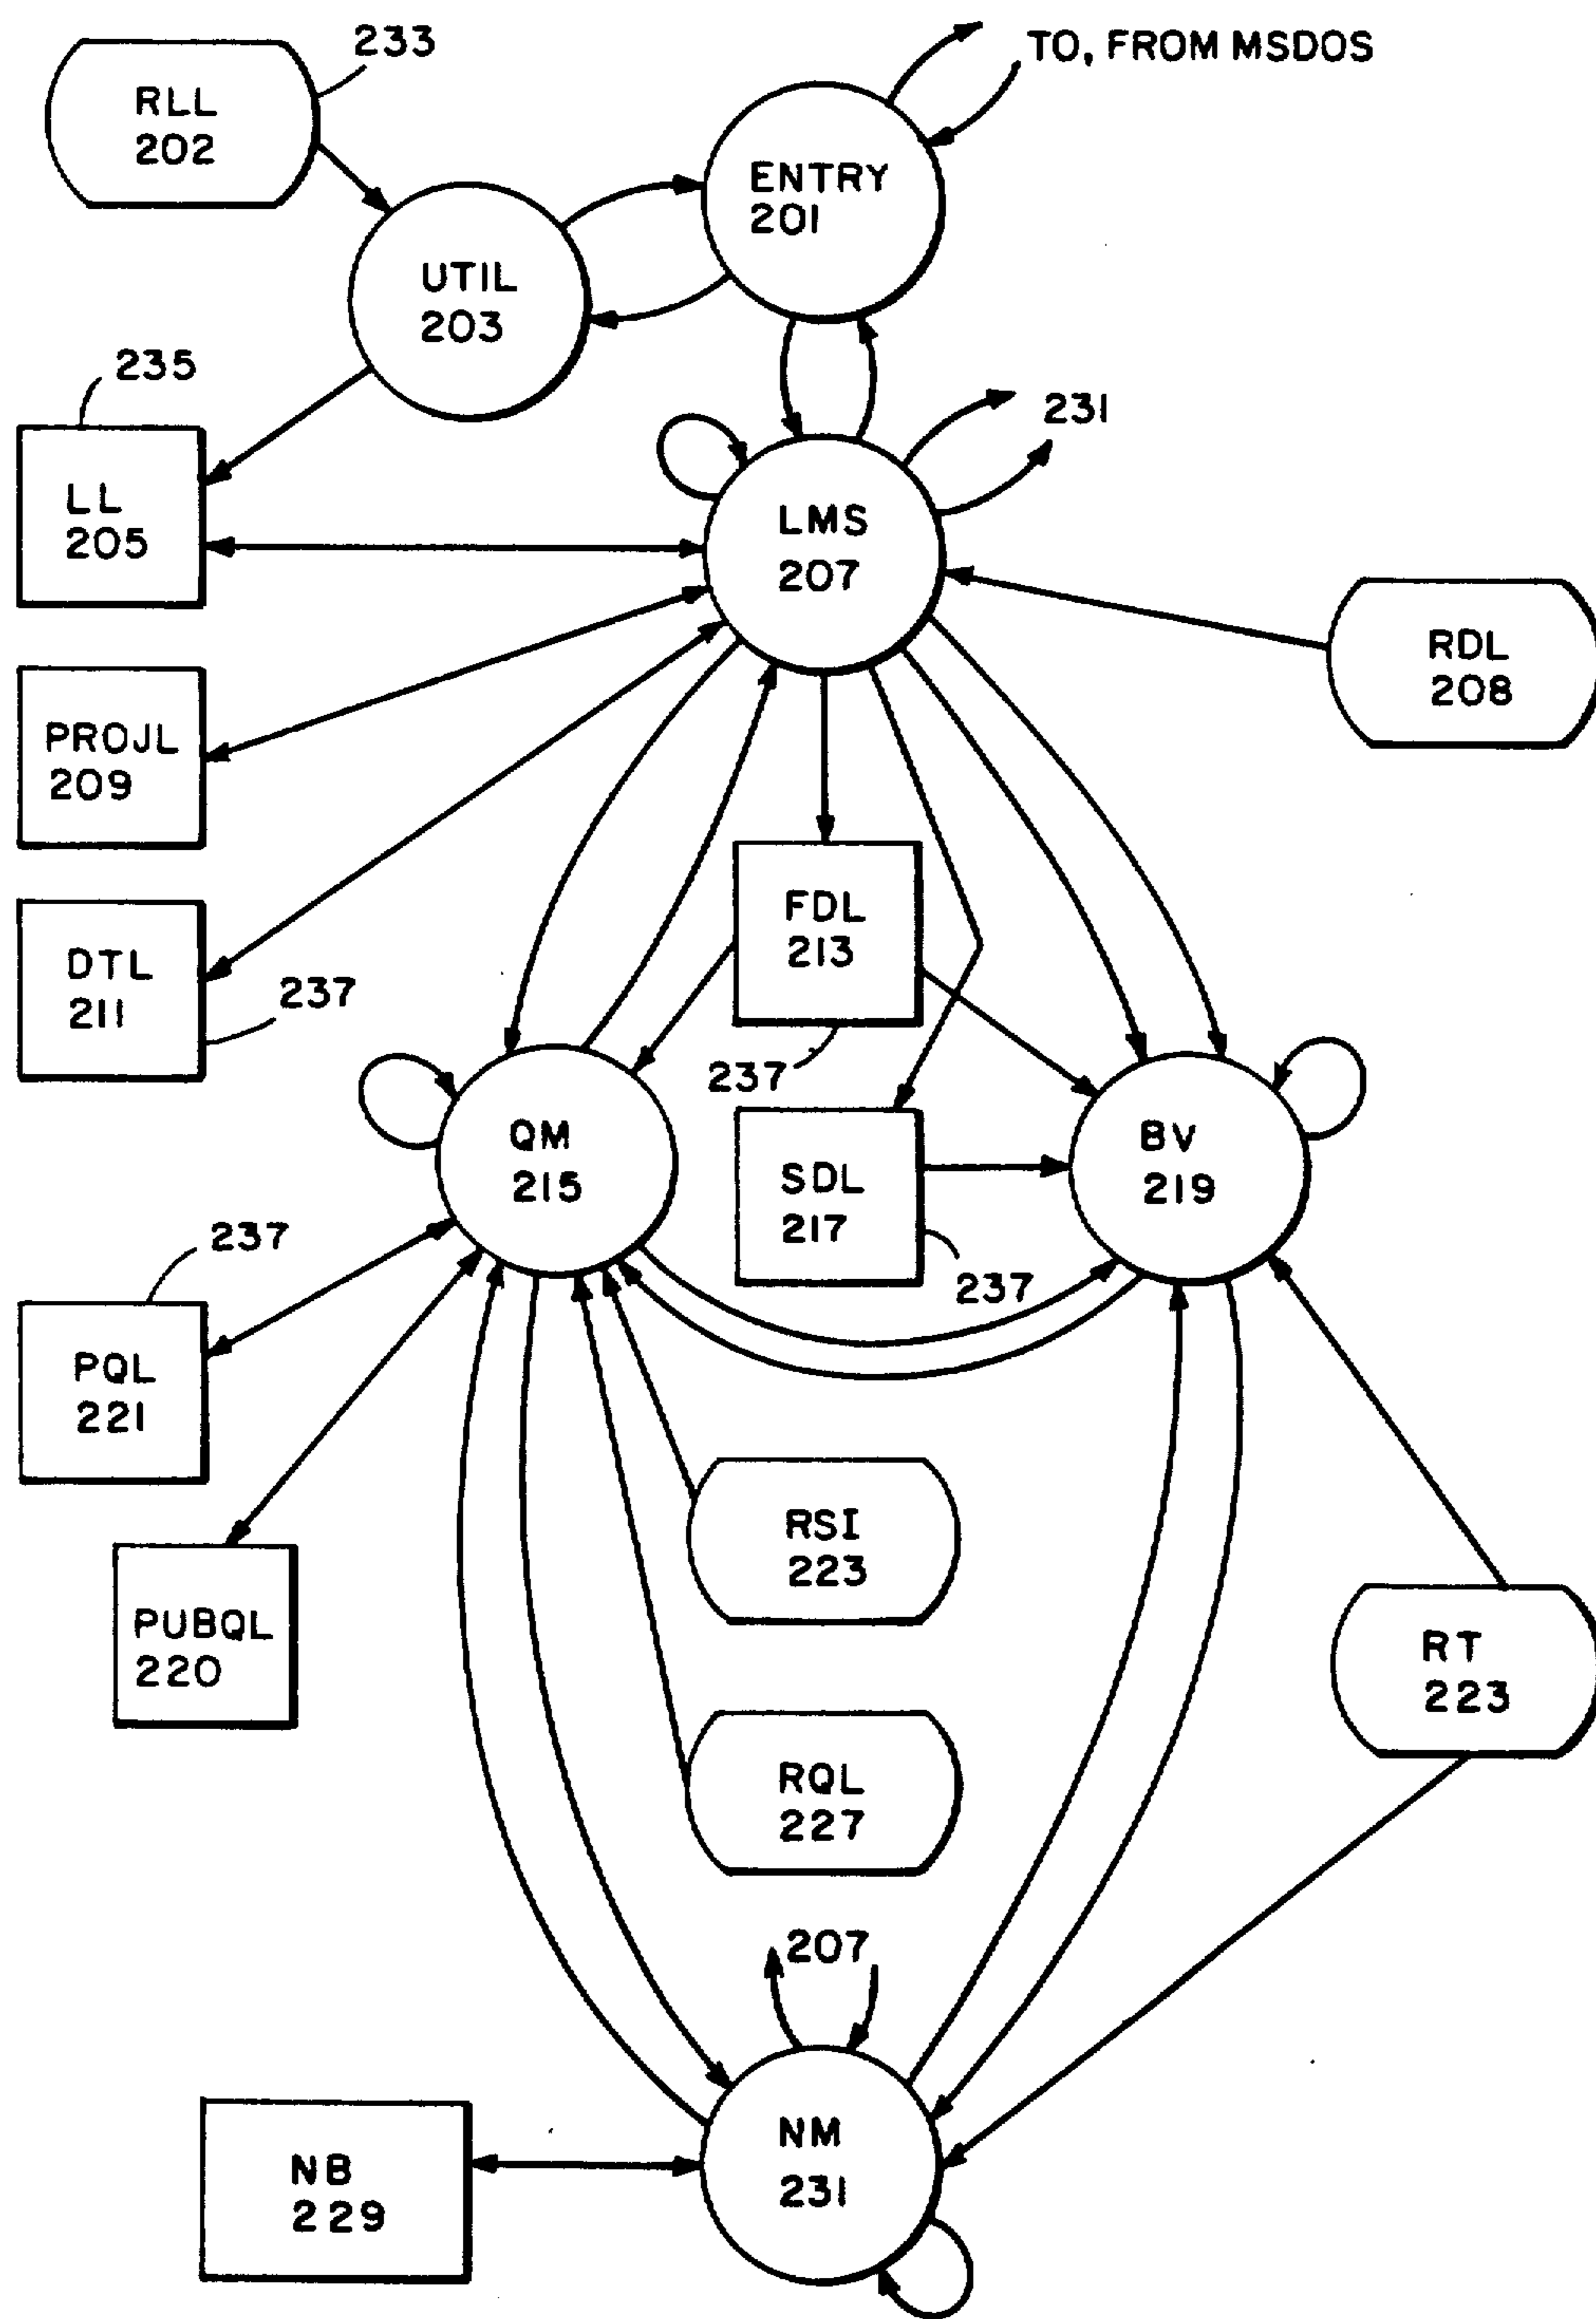 233
TO, FROM MSDOS
RLL
202
ENTRY
201
UTIL
203
235
231
LL
205
LMS
207
RDL
208
PROJL
209
FDL
213
DTL
211
237
237
QM
215
BV
219
SDL
217
237
237
PQL
221
RSI
223
PUBQL
220
RT
223
RQL
227
207
NM
231
NB
229